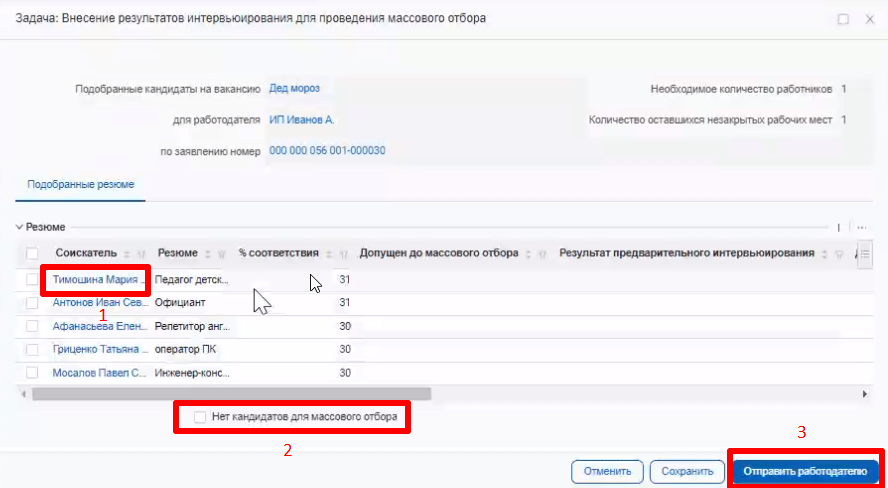 Задача: Внесение результатов интервьюирования для проведения массового отбора
Подобранные кандидаты на вакансию Дед мороз Необходимое количество работников 1
для работодателя ИП Иванов А. Количество оставшихся незакрытых рабочих мест 1
по заявлению номер 000 000 056 001-000030
Подобранные резюме
Резюме
Соискатель Резюме % соответствия Допущен до массового отбора Результат предварительного интервьюирования
Тимошина Мария ... Педагог детск... 31
Антонов Иван Сев... Официант 31
1
Афанасьева Елен... Репетитор анг... 30
Гриценко Татьяна ... оператор ПК 30
Мосалов Павел С... Инженер-конс... 30
Нет кандидатов для массового отбора
2
3
Отменить Сохранить Отправить работодателю